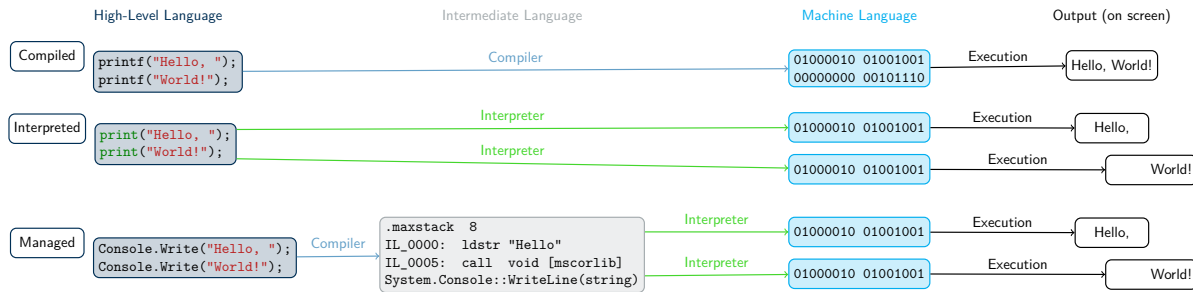 High-Level Language
Intermediate Language
Machine Language
Output (on screen)
Compiled
printf("Hello, ");
printf("World!");
Compiler
01000010 01001001
00000000 00101110
Execution
Hello, World!
Interpreted
print("Hello, ");
print("World!");
Interpreter
01000010 01001001
Execution
Hello,
Interpreter
01000010 01001001
Execution
World!
Managed
Console.Write("Hello, ");
Console.Write("World!");
Compiler
.maxstack 8
IL_0000: ldstr "Hello"
IL_0005: call void [mscorlib]
System.Console::WriteLine(string)
Interpreter
01000010 01001001
Execution
Hello,
Interpreter
01000010 01001001
Execution
World!